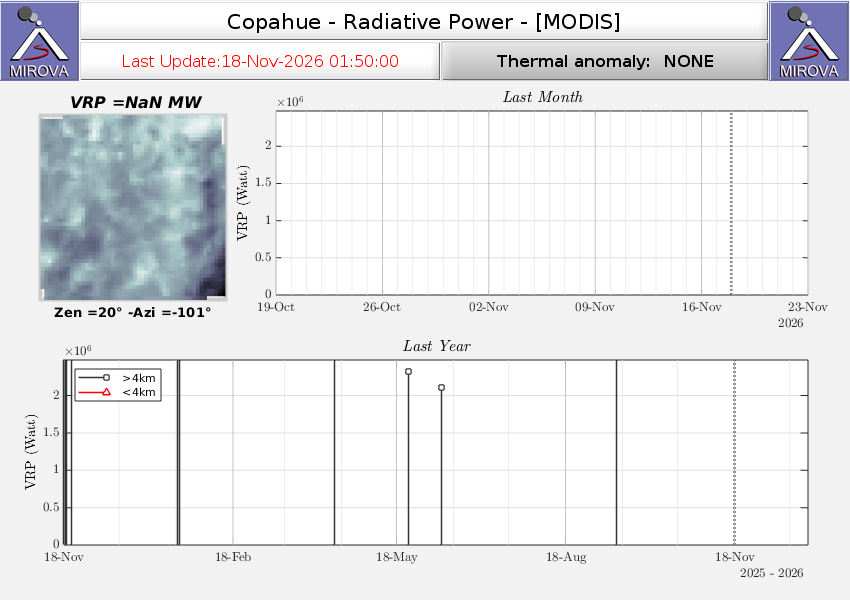 MIROVA
Copahue - Radiative Power - [MODIS]
MIROVA
Last Update:18-Nov-2026 01:50:00
Thermal anomaly: NONE
VRP =NaN MW
Zen =20° -Azi =-101°
Last Month
×10⁶
VRP (Watt)
2
1.5
1
0.5
0
19-Oct
26-Oct
02-Nov
09-Nov
16-Nov
23-Nov
2026
Last Year
×10⁶
VRP (Watt)
>4km
<4km
2
1.5
1
0.5
0
18-Nov
18-Feb
18-May
18-Aug
18-Nov
2025 - 2026